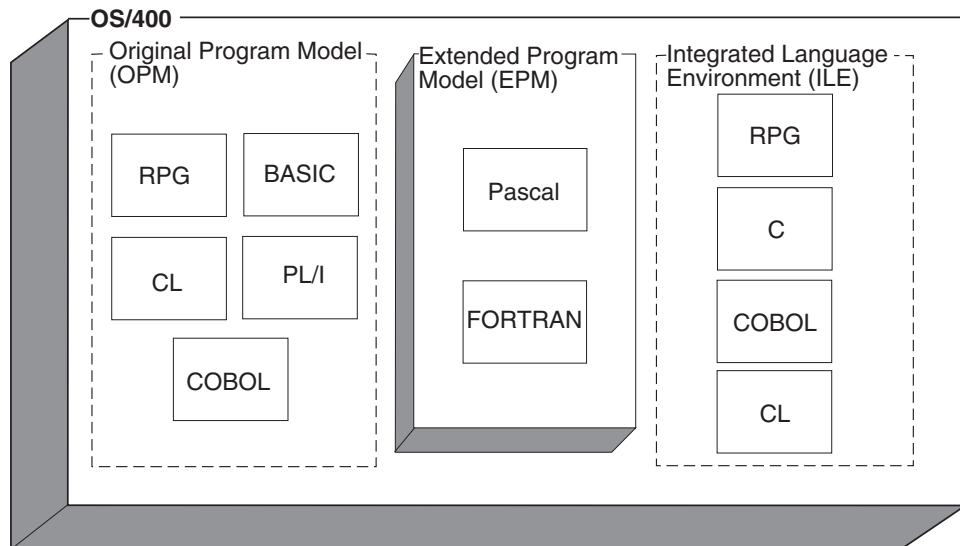 OS/400
Original Program Model
(OPM)
RPG
BASIC
CL
PL/I
COBOL
Extended Program
Model (EPM)
Pascal
FORTRAN
Integrated Language
Environment (ILE)
RPG
C
COBOL
CL